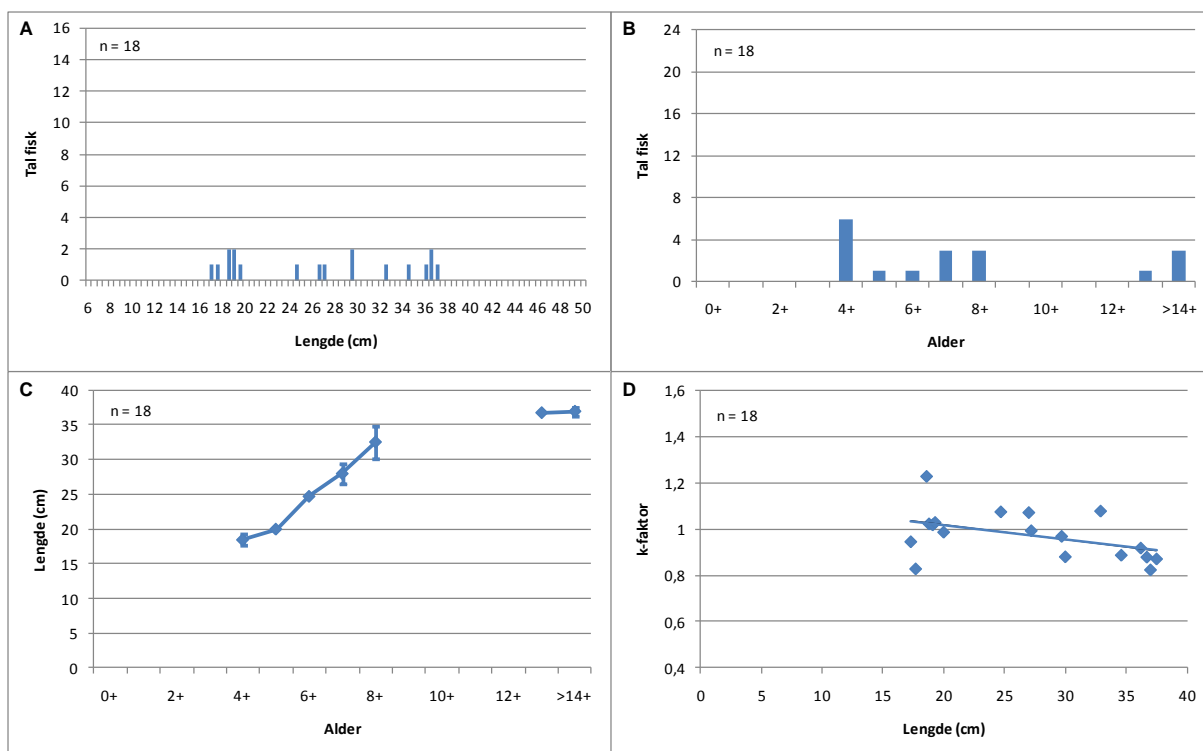 A
n = 18
Tal fisk
16
14
12
10
8
6
4
2
0
6 8 10 12 14 16 18 20 22 24 26 28 30 32 34 36 38 40 42 44 46 48 50
Lengde (cm)
B
n = 18
Tal fisk
24
20
16
12
8
4
0
0+ 2+ 4+ 6+ 8+ 10+ 12+ >14+
Alder
C
n = 18
Lengde (cm)
40
35
30
25
20
15
10
5
0
0+ 2+ 4+ 6+ 8+ 10+ 12+ >14+
Alder
D
n = 18
k-faktor
1,6
1,4
1,2
1
0,8
0,6
0,4
0 5 10 15 20 25 30 35 40
Lengde (cm)